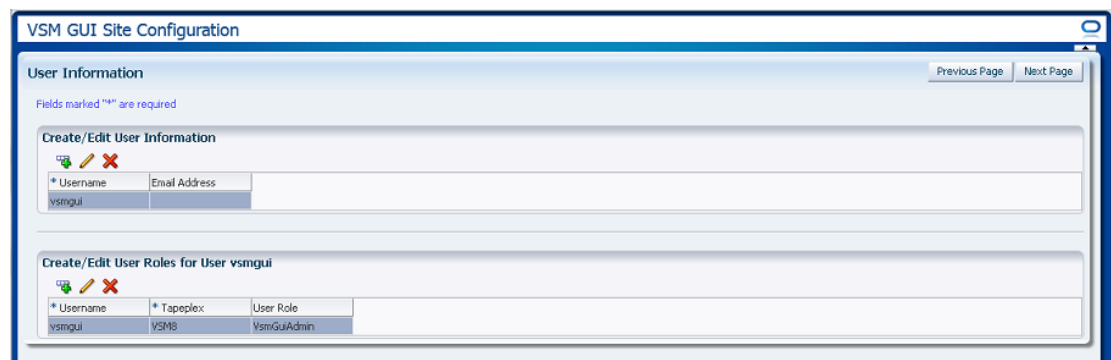 VSM GUI Site Configuration
User Information
Previous Page Next Page
Fields marked "*" are required
Create/Edit User Information
* Username Email Address
vsmgui
Create/Edit User Roles for User vsmgui
* Username * Tapeplex User Role
vsmgui VSM8 VsmGuiAdmin